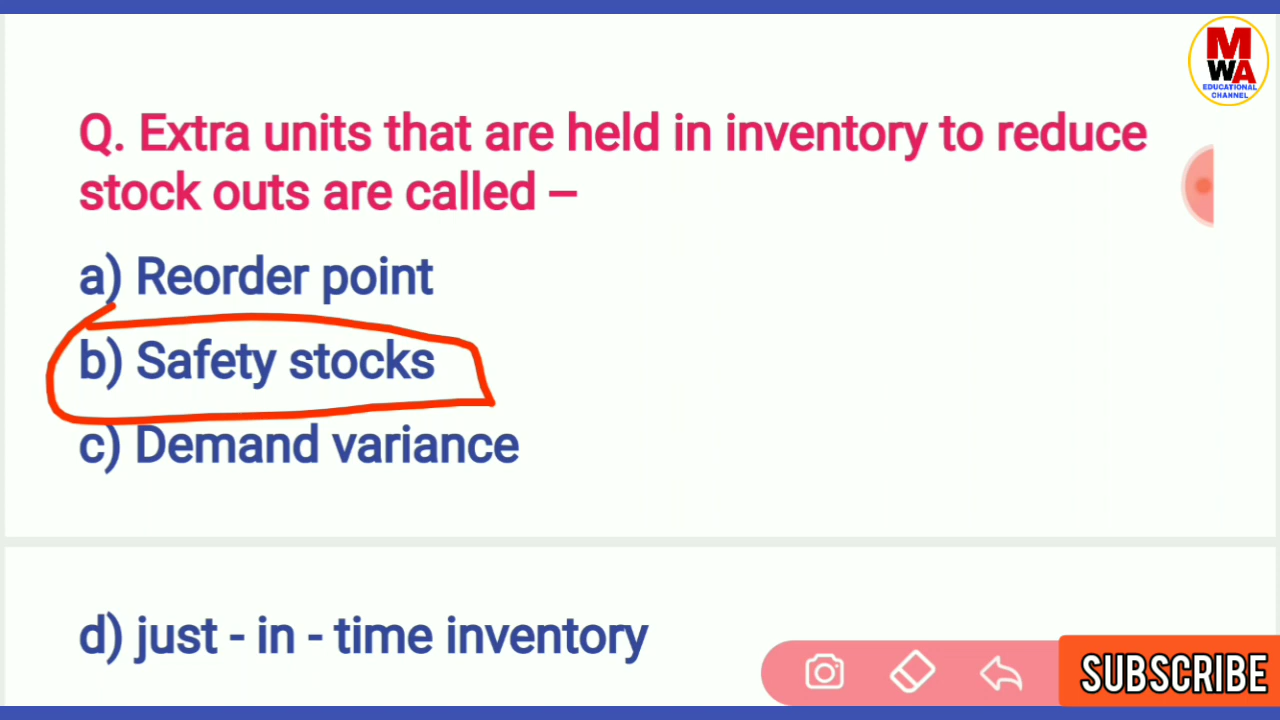 M
WA
EDUCATIONAL
CHANNEL
Q. Extra units that are held in inventory to reduce
stock outs are called –
a) Reorder point
b) Safety stocks
c) Demand variance
d) just - in - time inventory
SUBSCRIBE